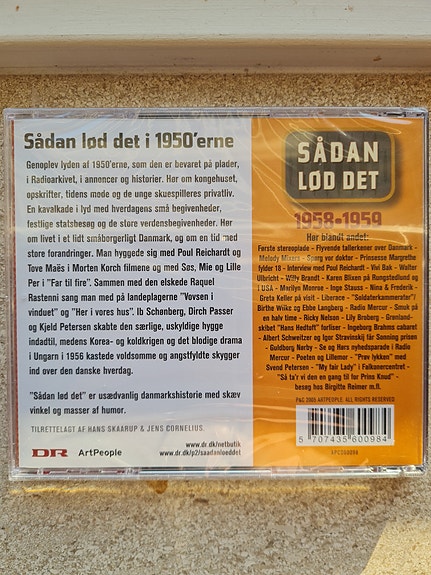 Sådan lød det i 1950'erne
Genoplev lyden af 1950'erne, som den er bevaret på plader,
i Radioarkivet, i annoncer og historier. Hør om kongehuset,
opskrifter, tidens mode og de unge skuespilleres privatliv.
En kavalkade i lyd med hverdagens små begivenheder,
festlige statsbesøg og de store verdensbegivenheder. Hør
om livet i et lidt småborgerligt Danmark, og om en tid med
store forandringer. Man hyggede sig med Poul Reichardt og
Tove Maës i Morten Korch filmene og med Søs, Mie og Lille
Per i "Far til fire". Sammen med den elskede Raquel
Rastenni sang man med på landeplagerne "Vovsen i
vinduet" og "Her i vores hus". Ib Schønberg, Dirch Passer
og Kjeld Petersen skabte den særlige, uskyldige hygge
indadtil, medens Korea- og koldkrigen og det blodige drama
i Ungarn i 1956 kastede voldsomme og angstfyldte skygger
ind over den danske hverdag.
"Sådan lød det" er usædvanlig danmarkshistorie med skæv
vinkel og masser af humor.
TILRETTELAGT AF HANS SKAARUP & JENS CORNELIUS.
DR ArtPeople
www.dr.dk/netbutik
www.dr.dk/p2/saadanloeddet
SÅDAN
LØD DET
1958-1959
Hør blandt andet:
Første stereoplade - Flyvende tallerkener over Danmark -
Melody Mixers - Spørg vor doktor - Prinsesse Margrethe
fylder 18 - Interview med Poul Reichardt - Vivi Bak - Walter
Ulbricht - Willy Brandt - Karen Blixen på Rungstedlund og
i USA - Marilyn Monroe - Inge Stauss - Nina & Frederik -
Greta Keller på visit - Liberace - "Soldaterkammerater"/
Birthe Wilke og Ebbe Langberg - Radio Mercur - Smuk på
en halv time - Ricky Nelson - Lily Broberg - Grønland-
skibet "Hans Hedtoft" forliser - Ingeborg Brams cabaret
- Albert Schweitzer og Igor Stravinskij får Sonning prisen
- Guldborg Nørby - Se og Hørs nyhedsparade i Radio
Mercur - Poeten og Lillemor - "Prøv lykken" med
Svend Petersen - "My fair Lady" i Falkonercentret -
"Så ta'r vi den en gang til for Prins Knud" -
besøg hos Birgitte Reimer m.fl.
P&C 2005 ARTPEOPLE. ALL RIGHTS RESERVED.
5 707435 600984